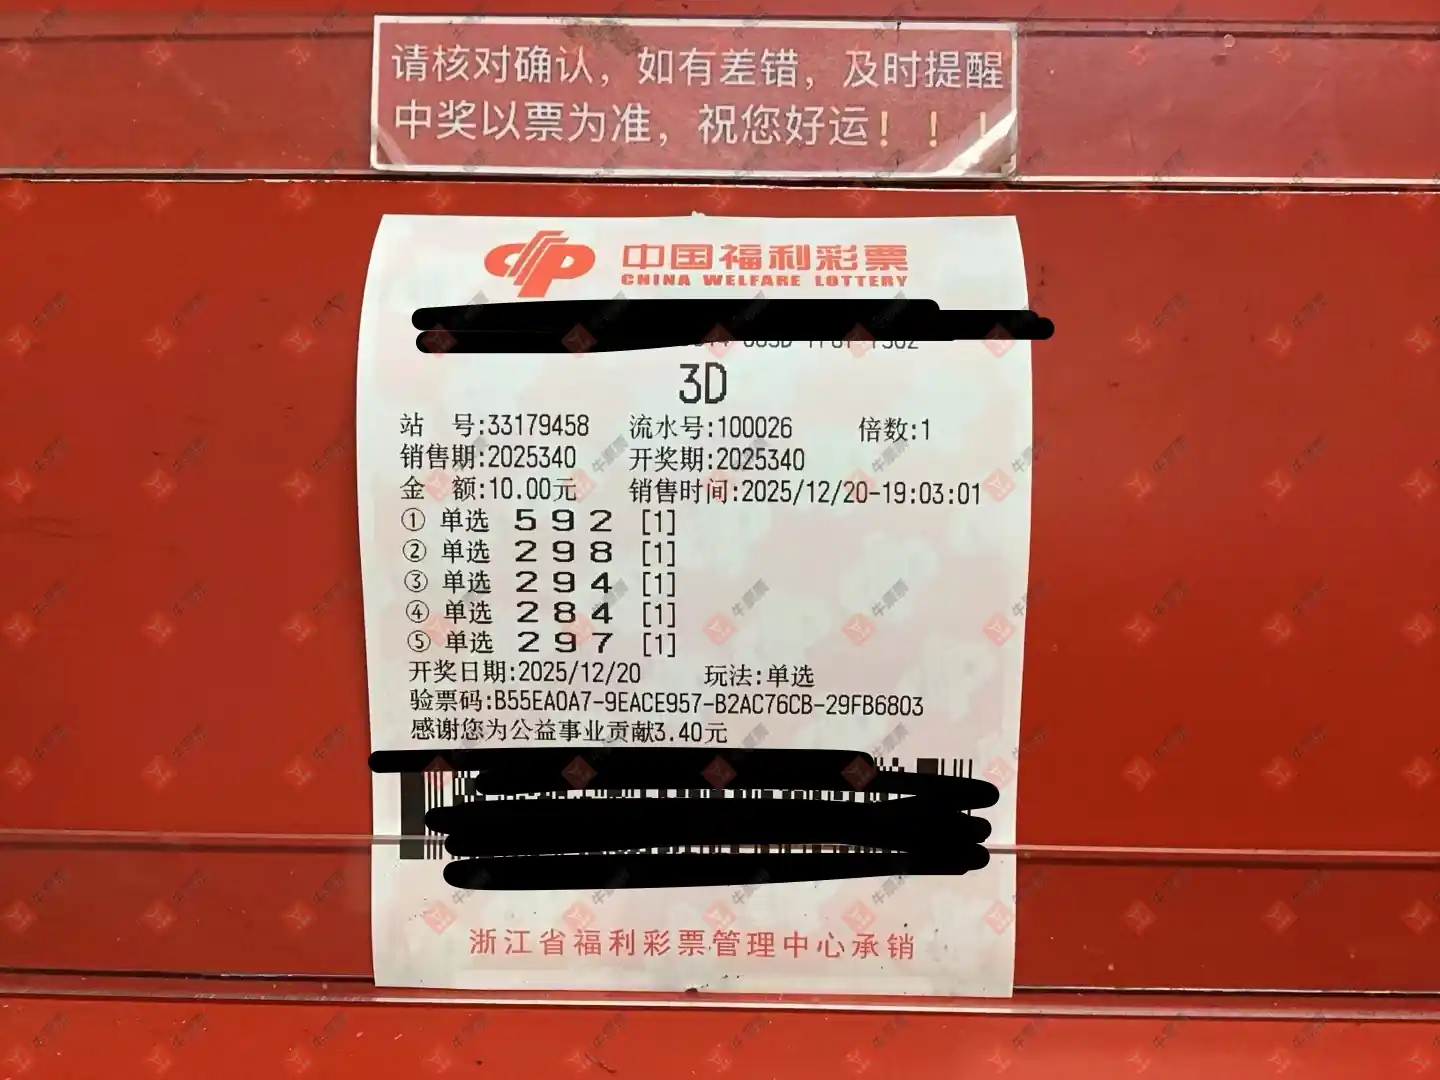 请核对确认，如有差错，及时提醒
中奖以票为准，祝您好运！！！
中国福利彩票
CHINA WELFARE LOTTERY
3D
站 号:33179458 流水号:100026 倍数:1
销售期:2025340 开奖期:2025340
金 额:10.00元 销售时间:2025/12/20-19:03:01
① 单选 5 9 2 [1]
② 单选 2 9 8 [1]
③ 单选 2 9 4 [1]
④ 单选 2 8 4 [1]
⑤ 单选 2 9 7 [1]
开奖日期:2025/12/20 玩法:单选
验票码:B55EA0A7-9EACE957-B2AC76CB-29FB6803
感谢您为公益事业贡献3.40元
浙江省福利彩票管理中心承销